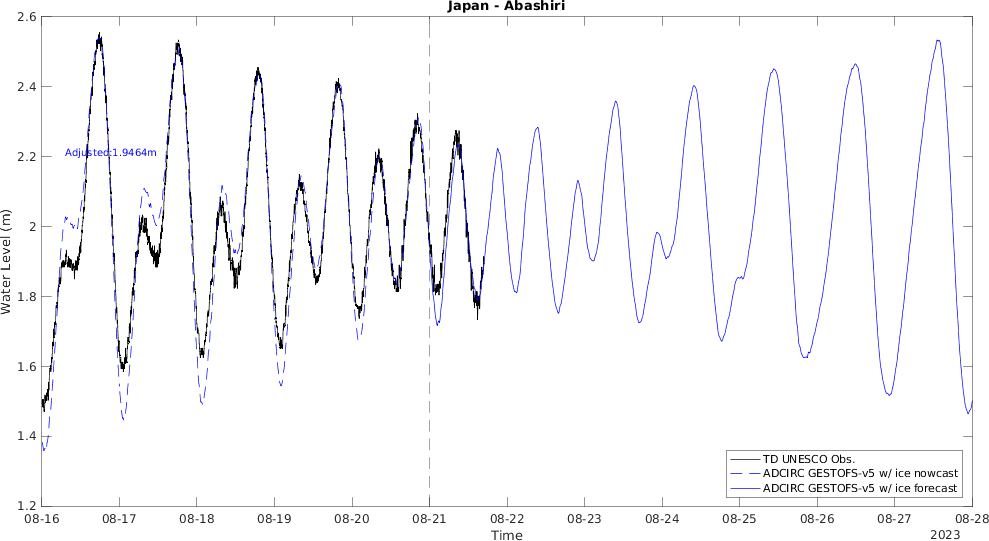 Japan - Abashiri
2.6
2.4
2.2
2
1.8
1.6
1.4
1.2
Water Level (m)
Adjusted:1.9464m
TD UNESCO Obs.
ADCIRC GESTOFS-v5 w/ ice nowcast
ADCIRC GESTOFS-v5 w/ ice forecast
08-16 08-17 08-18 08-19 08-20 08-21 08-22 08-23 08-24 08-25 08-26 08-27 08-28
Time
2023